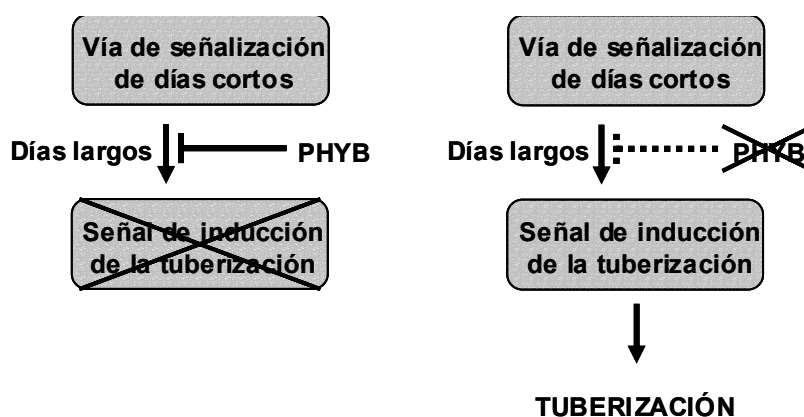 Vía de señalización
de días cortos
Días largos
PHYB
Señal de inducción
de la tuberización
Vía de señalización
de días cortos
Días largos
PHYB
Señal de inducción
de la tuberización
TUBERIZACIÓN